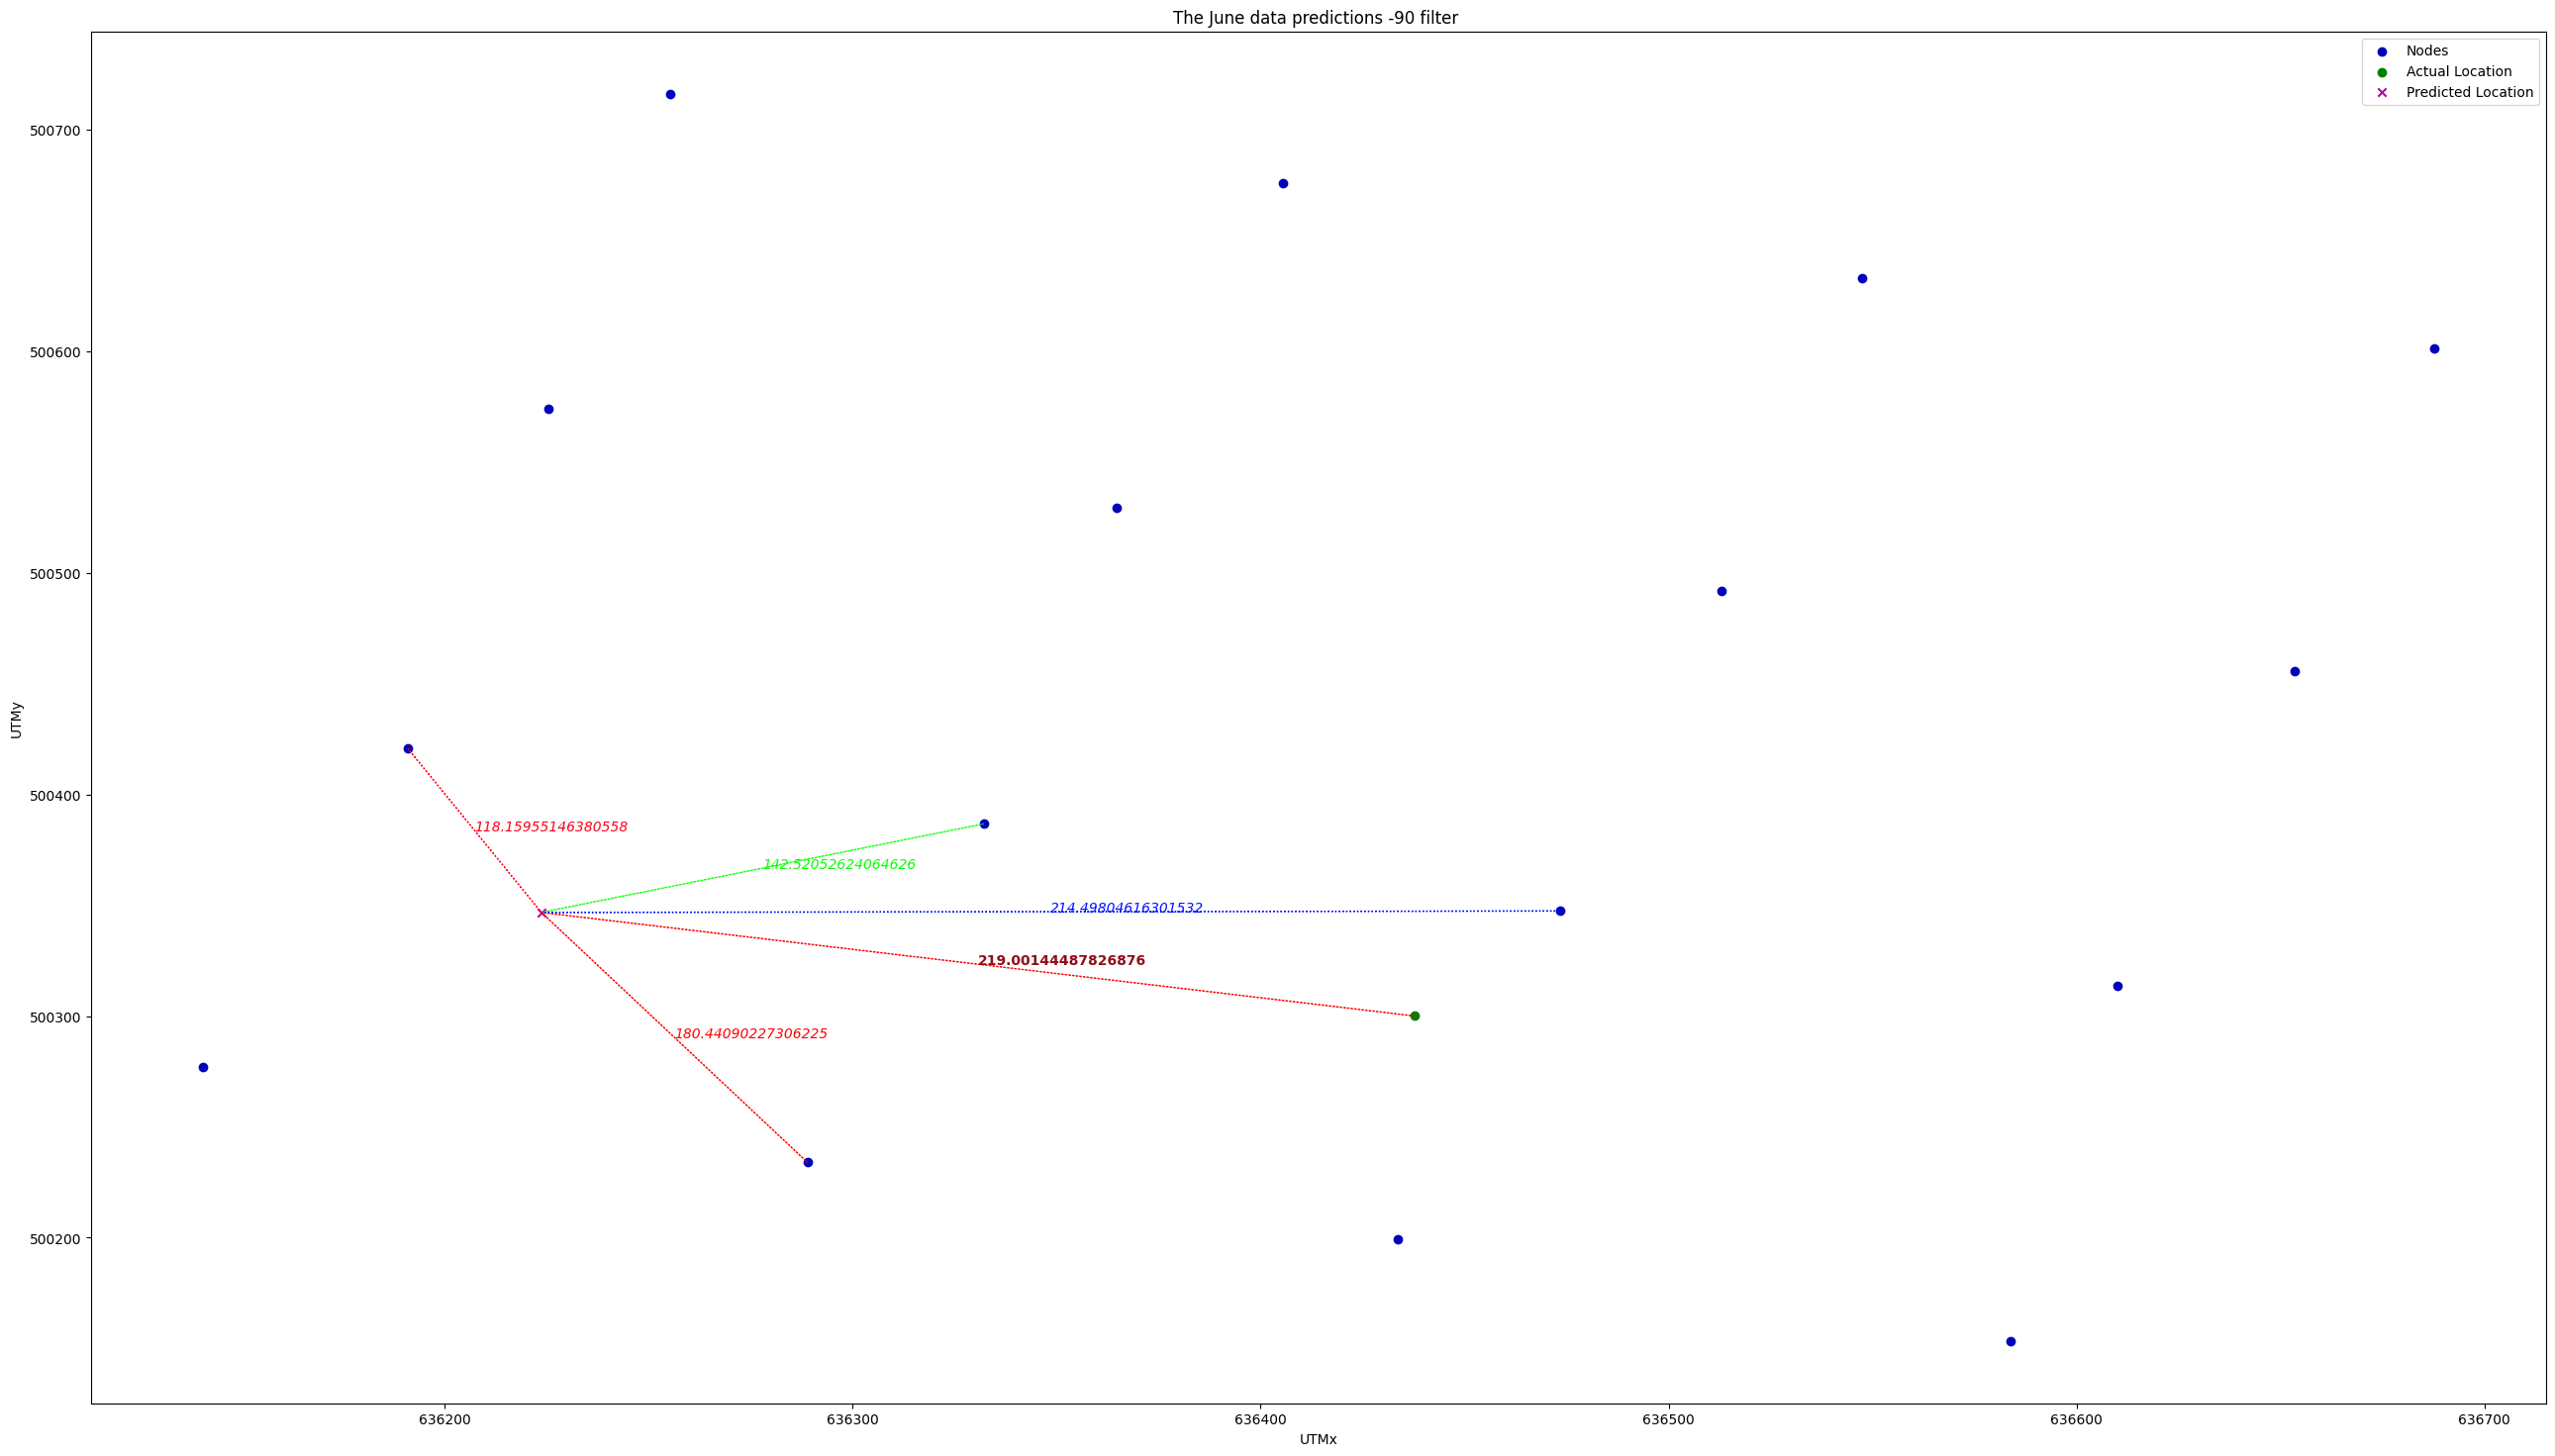 The June data predictions -90 filter
Nodes
Actual Location
Predicted Location
500700
500600
500500
500400
500300
500200
UTMy
118.15955146380558
142.52052624064626
214.49804616301532
219.00144487826876
180.44090227306225
636200
636300
636400
636500
636600
636700
UTMx